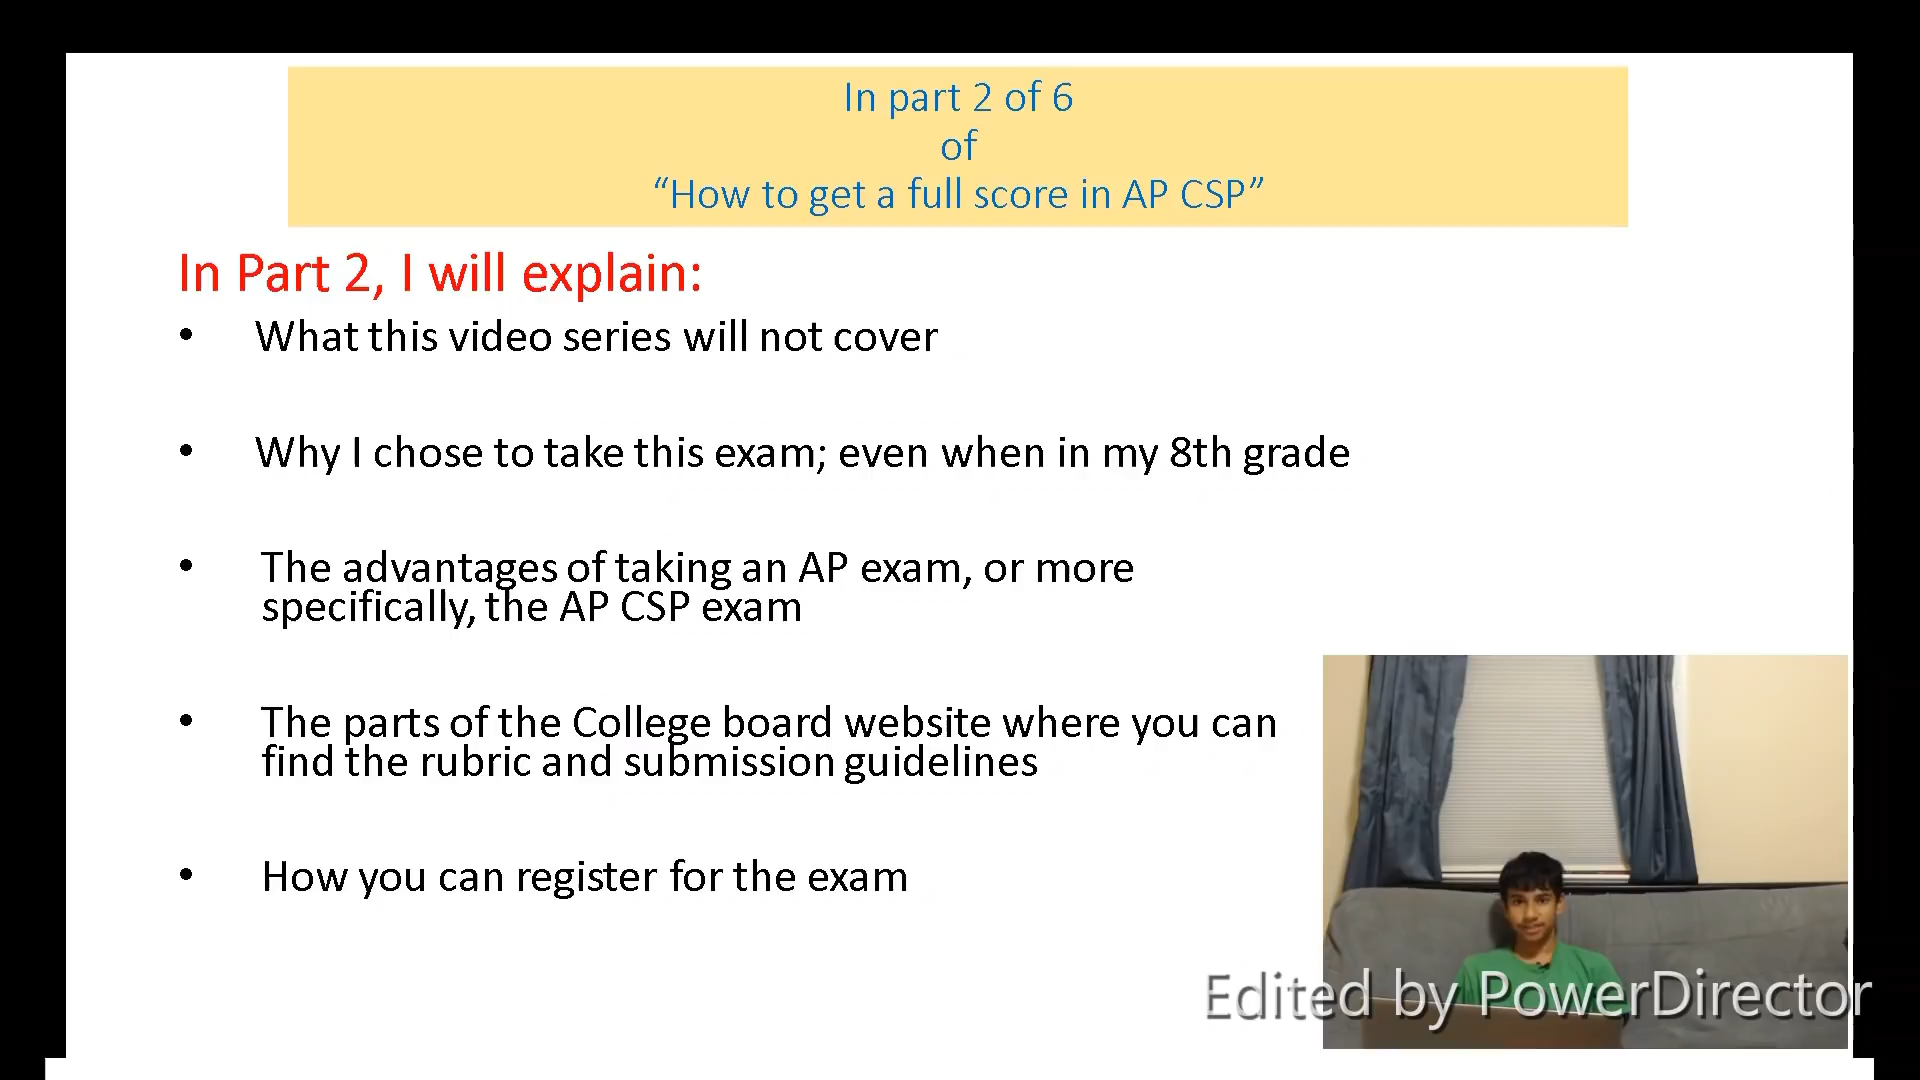 In part 2 of 6
of
“How to get a full score in AP CSP”
In Part 2, I will explain:
• What this video series will not cover
• Why I chose to take this exam; even when in my 8th grade
• The advantages of taking an AP exam, or more
specifically, the AP CSP exam
• The parts of the College board website where you can
find the rubric and submission guidelines
• How you can register for the exam
Edited by PowerDirector